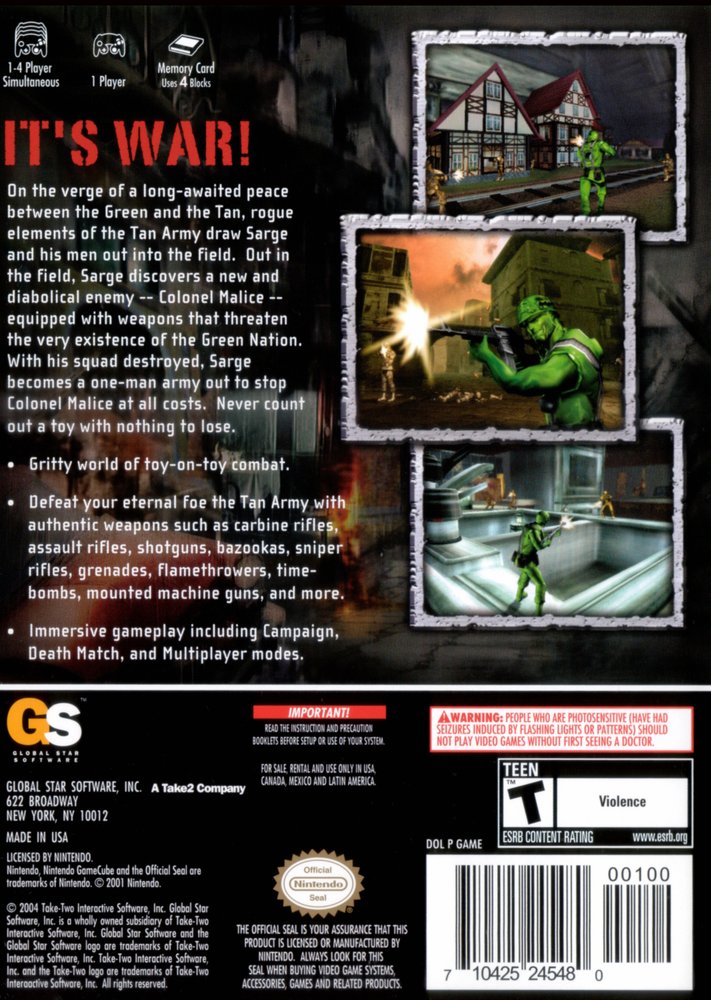 1-4 Player
Simultaneous
1 Player
Memory Card
Uses 4 Blocks
IT'S WAR!
On the verge of a long-awaited peace
between the Green and the Tan, rogue
elements of the Tan Army draw Sarge
and his men out into the field. Out in
the field, Sarge discovers a new and
diabolical enemy -- Colonel Malice --
equipped with weapons that threaten
the very existence of the Green Nation.
With his squad destroyed, Sarge
becomes a one-man army out to stop
Colonel Malice at all costs. Never count
out a toy with nothing to lose.
• Gritty world of toy-on-toy combat.
• Defeat your eternal foe the Tan Army with
authentic weapons such as carbine rifles,
assault rifles, shotguns, bazookas, sniper
rifles, grenades, flamethrowers, time-
bombs, mounted machine guns, and more.
• Immersive gameplay including Campaign,
Death Match, and Multiplayer modes.
GS™
GLOBAL STAR
SOFTWARE
GLOBAL STAR SOFTWARE, INC. A Take2 Company
622 BROADWAY
NEW YORK, NY 10012
MADE IN USA
LICENSED BY NINTENDO.
Nintendo, Nintendo GameCube and the Official Seal are
trademarks of Nintendo. © 2001 Nintendo.
© 2004 Take-Two Interactive Software, Inc. Global Star
Software, Inc. is a wholly owned subsidiary of Take-Two
Interactive Software, Inc. Global Star Software and the
Global Star Software logo are trademarks of Take-Two
Interactive Software, Inc. Take-Two Interactive Software,
Inc. and the Take-Two logo are trademarks of Take-Two
Interactive Software, Inc. All rights reserved.
IMPORTANT!
READ THE INSTRUCTION AND PRECAUTION
BOOKLETS BEFORE SETUP OR USE OF YOUR SYSTEM.
FOR SALE, RENTAL AND USE ONLY IN USA,
CANADA, MEXICO AND LATIN AMERICA.
Official
Nintendo
Seal
THE OFFICIAL SEAL IS YOUR ASSURANCE THAT THIS
PRODUCT IS LICENSED OR MANUFACTURED BY
NINTENDO. ALWAYS LOOK FOR THIS
SEAL WHEN BUYING VIDEO GAME SYSTEMS,
ACCESSORIES, GAMES AND RELATED PRODUCTS.
WARNING: PEOPLE WHO ARE PHOTOSENSITIVE (HAVE HAD
SEIZURES INDUCED BY FLASHING LIGHTS OR PATTERNS) SHOULD
NOT PLAY VIDEO GAMES WITHOUT FIRST SEEING A DOCTOR.
TEEN
T™
Violence
ESRB CONTENT RATING www.esrb.org
DOL P GAME
00100
7 10425 24548 0